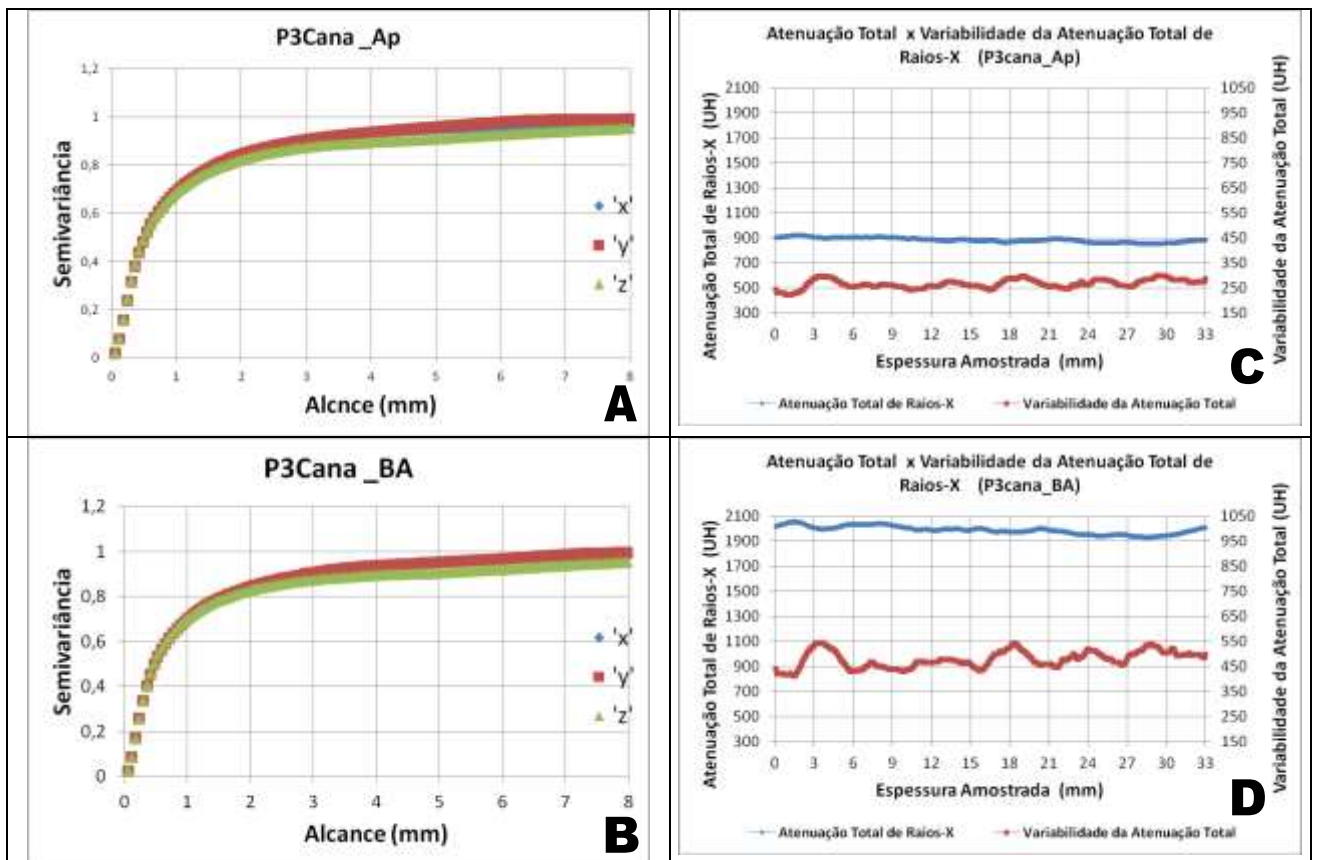 P3Cana _Ap
1,2
1
0,8
0,6
0,4
0,2
0
Semivariância
0 1 2 3 4 5 6 7 8
Alcnce (mm)
'x'
'y'
'z'
A
Atenuação Total x Variabilidade da Atenuação Total de
Raios-X (P3cana_Ap)
Atenuação Total de Raios-X (UH)
2100
1900
1700
1500
1300
1100
900
700
500
300
1050
950
850
750
650
550
450
350
250
150
Variabilidade da Atenuação Total (UH)
0 3 6 9 12 15 18 21 24 27 30 33
Espessura Amostrada (mm)
Atenuação Total de Raios-X Variabilidade da Atenuação Total
C
P3Cana _BA
1,2
1
0,8
0,6
0,4
0,2
0
Semivariância
0 1 2 3 4 5 6 7 8
Alcance (mm)
'x'
'y'
'z'
B
Atenuação Total x Variabilidade da Atenuação Total de
Raios-X (P3cana_BA)
Atenuação Total de Raios-X (UH)
2100
1900
1700
1500
1300
1100
900
700
500
300
1050
950
850
750
650
550
450
350
250
150
Variabilidade da Atenuação Total (UH)
0 3 6 9 12 15 18 21 24 27 30 33
Espessura Amostrada (mm)
Atenuação Total de Raios-X Variabilidade da Atenuação Total
D